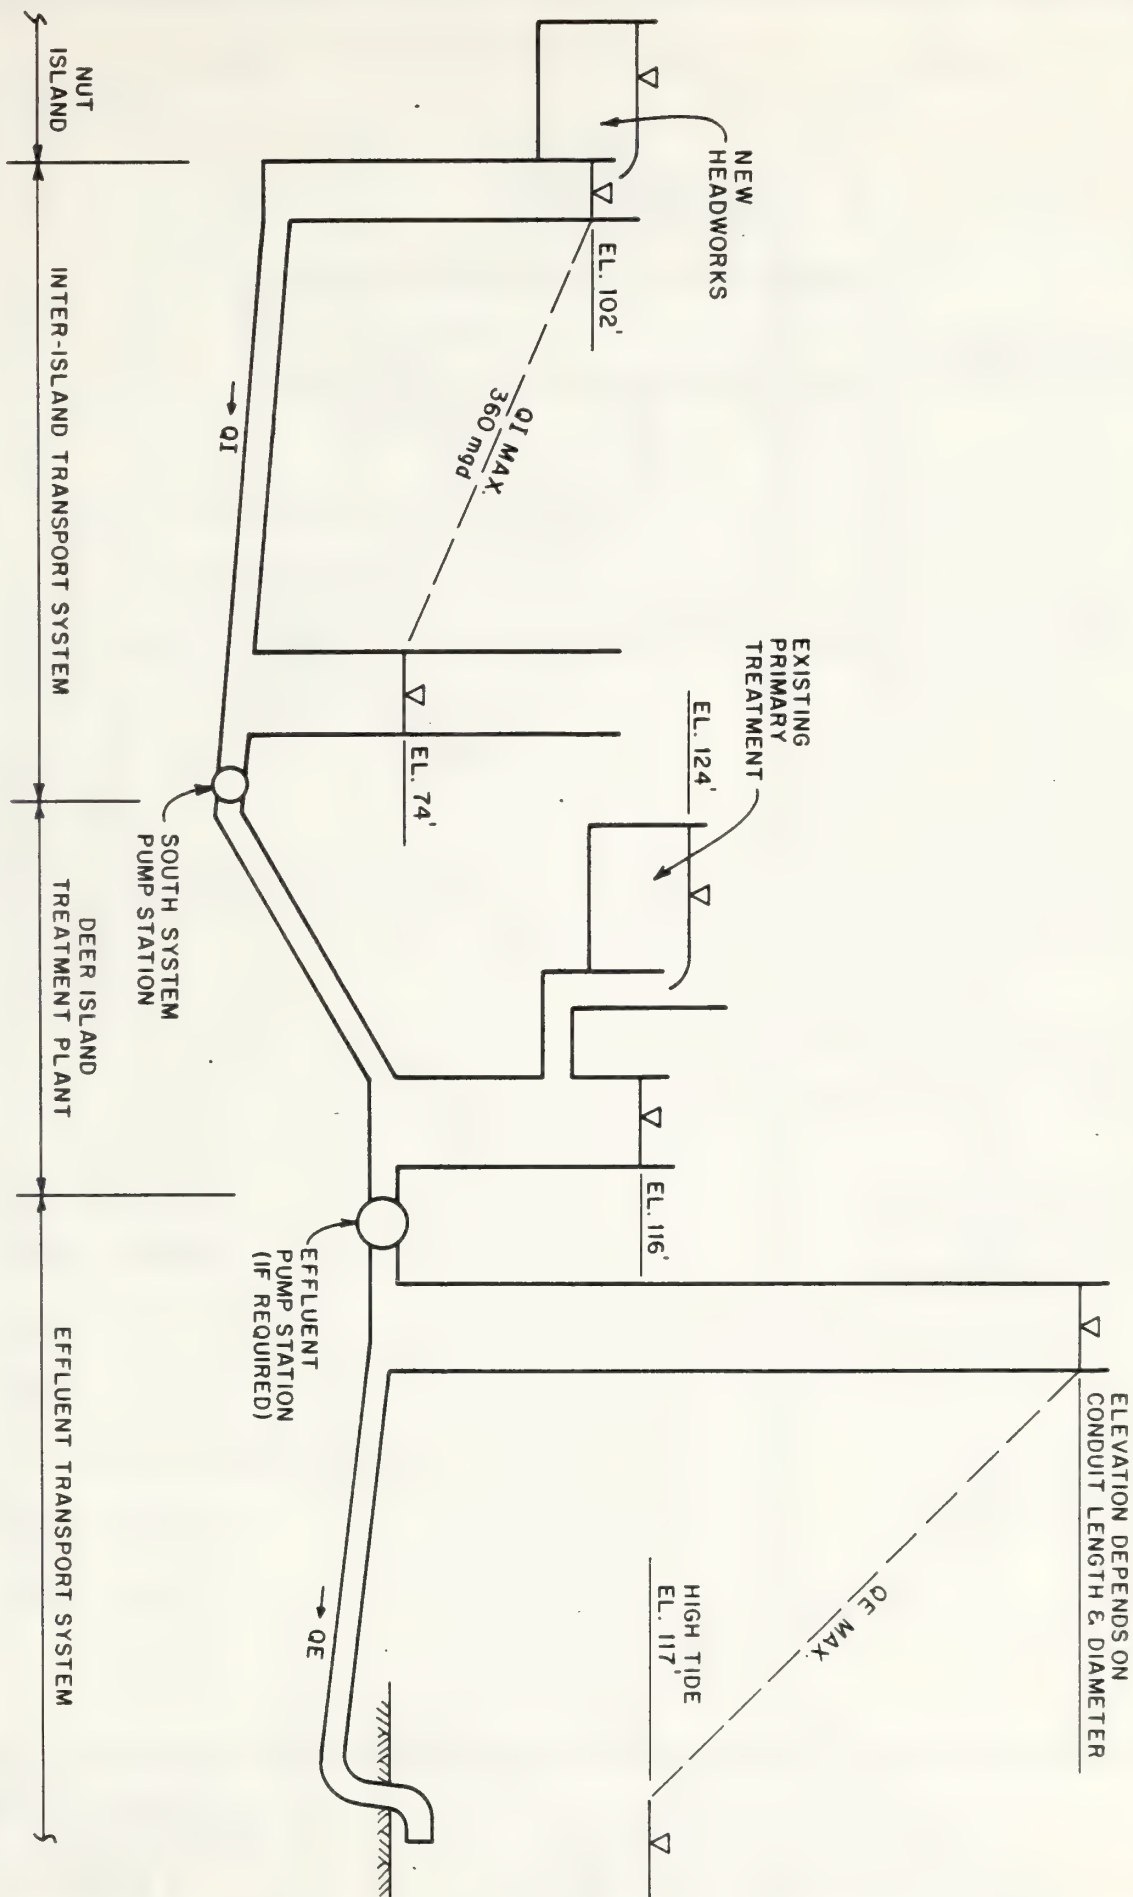 ELEVATION DEPENDS ON
CONDUIT LENGTH & DIAMETER
NEW
HEADWORKS
EXISTING
PRIMARY
TREATMENT
EL. 124'
EL. 102'
QI MAX.
360 mgd
EL. 74'
EL. 116'
QE MAX.
HIGH TIDE
EL. 117'
→ QI
→ QE
SOUTH SYSTEM
PUMP STATION
EFFLUENT
PUMP STATION
(IF REQUIRED)
NUT
ISLAND
INTER-ISLAND TRANSPORT SYSTEM
DEER ISLAND
TREATMENT PLANT
EFFLUENT TRANSPORT SYSTEM